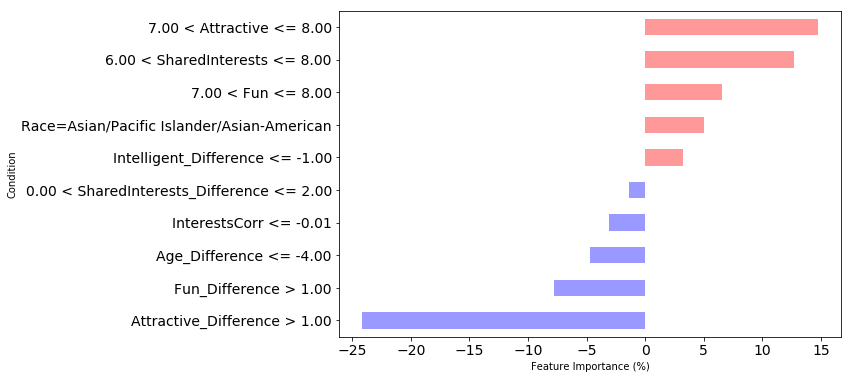 7.00 < Attractive <= 8.00
6.00 < SharedInterests <= 8.00
7.00 < Fun <= 8.00
Race=Asian/Pacific Islander/Asian-American
Intelligent_Difference <= -1.00
0.00 < SharedInterests_Difference <= 2.00
InterestsCorr <= -0.01
Age_Difference <= -4.00
Fun_Difference > 1.00
Attractive_Difference > 1.00
Condition
−25 −20 −15 −10 −5 0 5 10 15
Feature Importance (%)